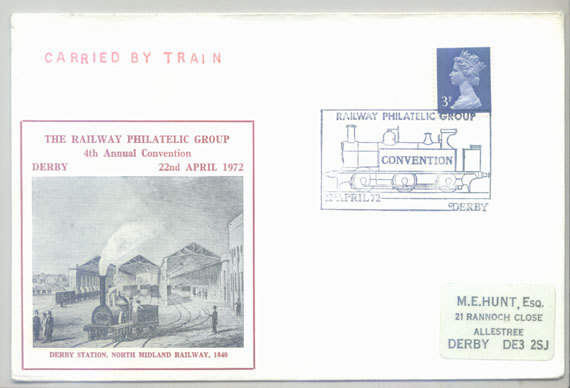 CARRIED BY TRAIN
3P
RAILWAY PHILATELIC GROUP
CONVENTION
22nd APRIL 72
DERBY
THE RAILWAY PHILATELIC GROUP
4th Annual Convention
DERBY 22nd APRIL 1972
DERBY STATION, NORTH MIDLAND RAILWAY, 1840
M.E. HUNT, ESQ.
21 RANNOCH CLOSE
ALLESTREE
DERBY DE3 2SJ